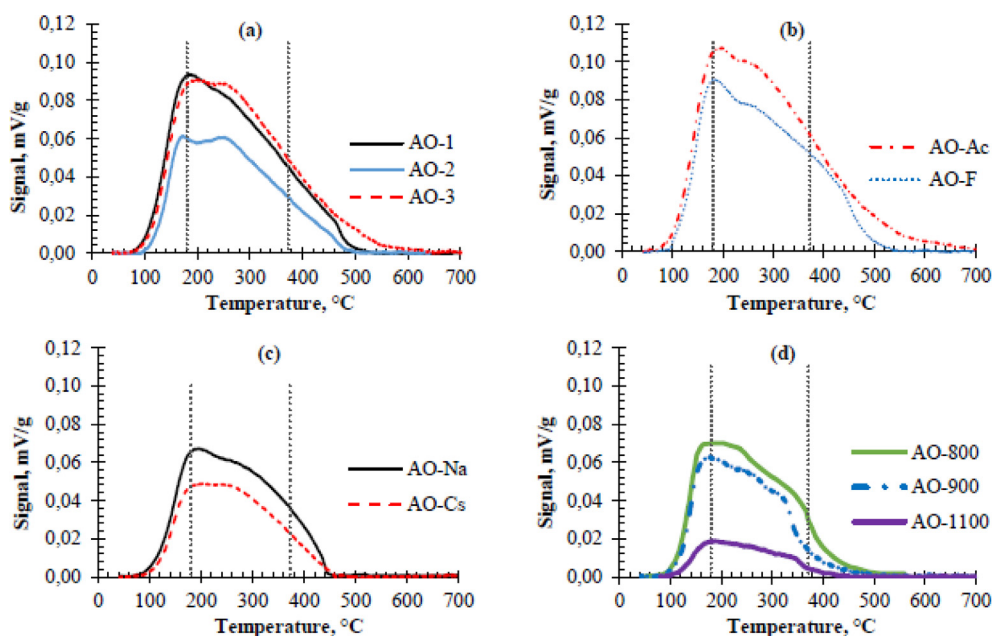 (a)
0,12
0,10
0,08
0,06
0,04
0,02
0,00
Signal, mV/g
AO-1
AO-2
AO-3
0 100 200 300 400 500 600 700
Temperature, °C
(b)
0,12
0,10
0,08
0,06
0,04
0,02
0,00
Signal, mV/g
AO-Ac
AO-F
0 100 200 300 400 500 600 700
Temperature, °C
(c)
0,12
0,10
0,08
0,06
0,04
0,02
0,00
Signal, mV/g
AO-Na
AO-Cs
0 100 200 300 400 500 600 700
Temperature, °C
(d)
0,12
0,10
0,08
0,06
0,04
0,02
0,00
Signal, mV/g
AO-800
AO-900
AO-1100
0 100 200 300 400 500 600 700
Temperature, °C